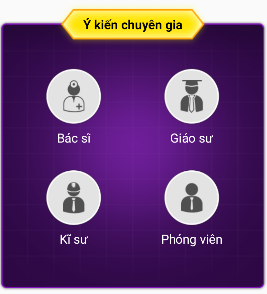 Ý kiến chuyên gia
Bác sĩ
Giáo sư
Kĩ sư
Phóng viên